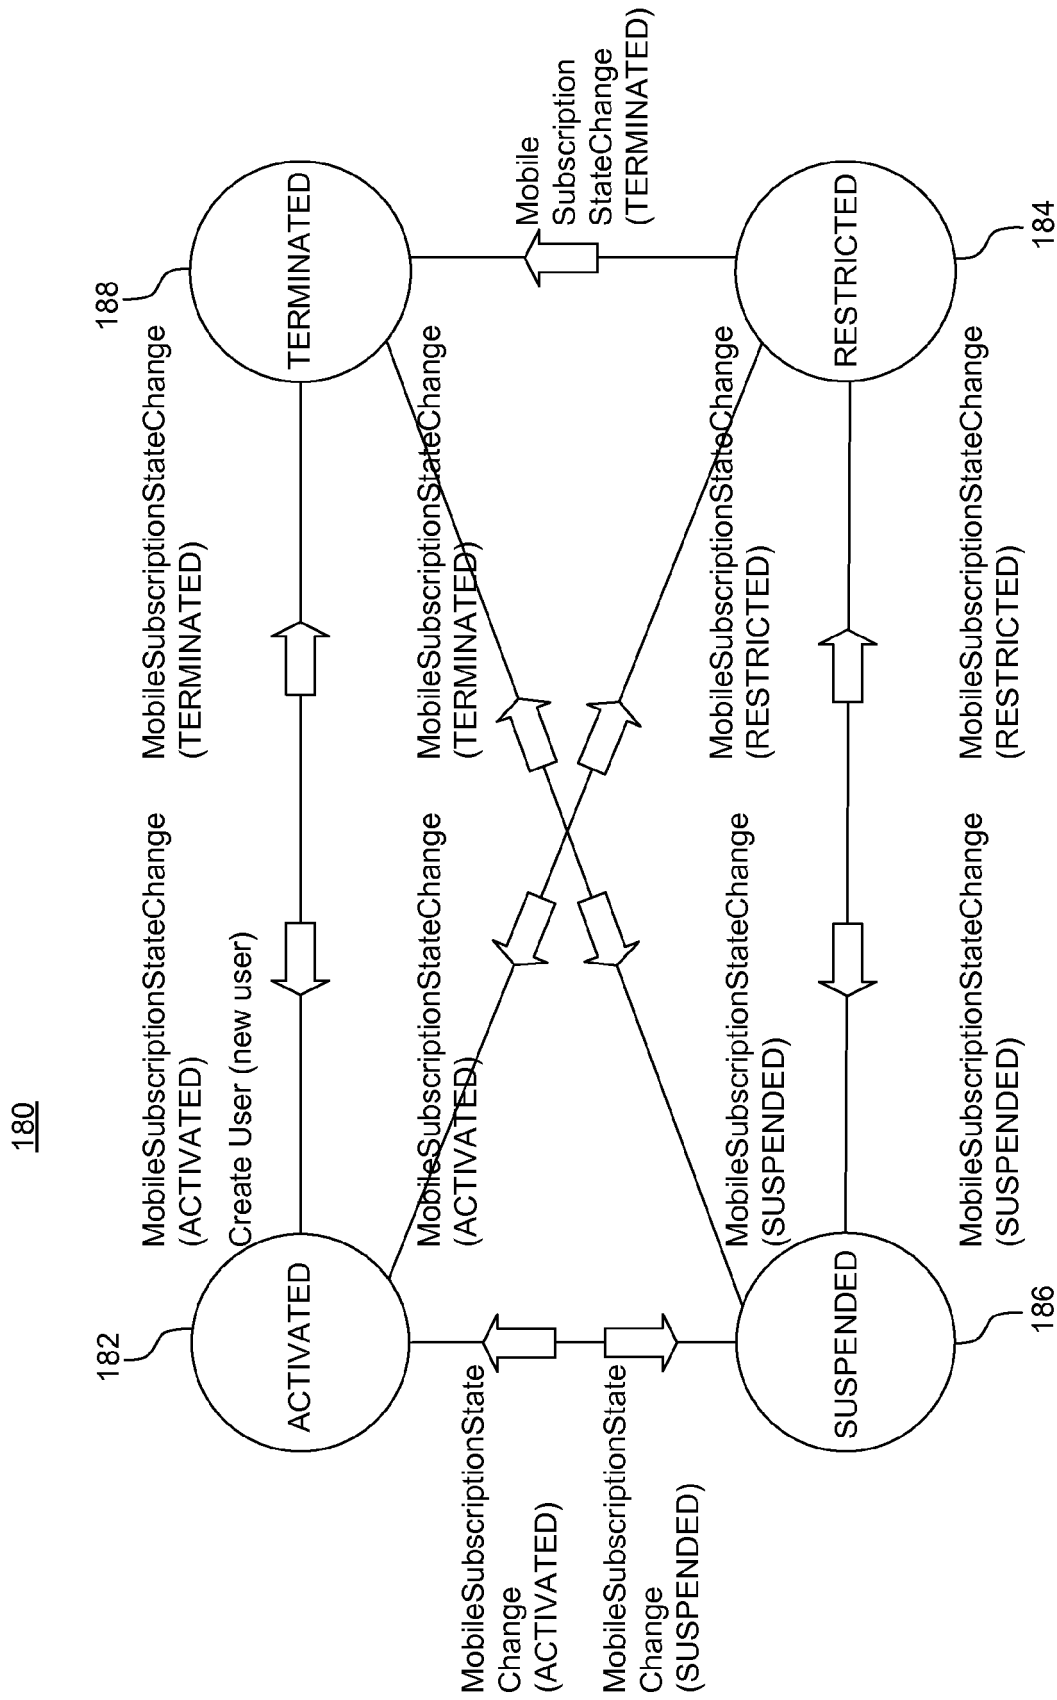 180
182
ACTIVATED
MobileSubscriptionStateChange
(ACTIVATED)
Create User (new user)
MobileSubscriptionStateChange
(TERMINATED)
188
TERMINATED
MobileSubscriptionState
Change
(ACTIVATED)
MobileSubscriptionStateChange
(ACTIVATED)
MobileSubscriptionStateChange
(TERMINATED)
Mobile
Subscription
StateChange
(TERMINATED)
MobileSubscriptionState
Change
(SUSPENDED)
MobileSubscriptionStateChange
(SUSPENDED)
MobileSubscriptionStateChange
(RESTRICTED)
SUSPENDED
RESTRICTED
186
MobileSubscriptionStateChange
(SUSPENDED)
MobileSubscriptionStateChange
(RESTRICTED)
184